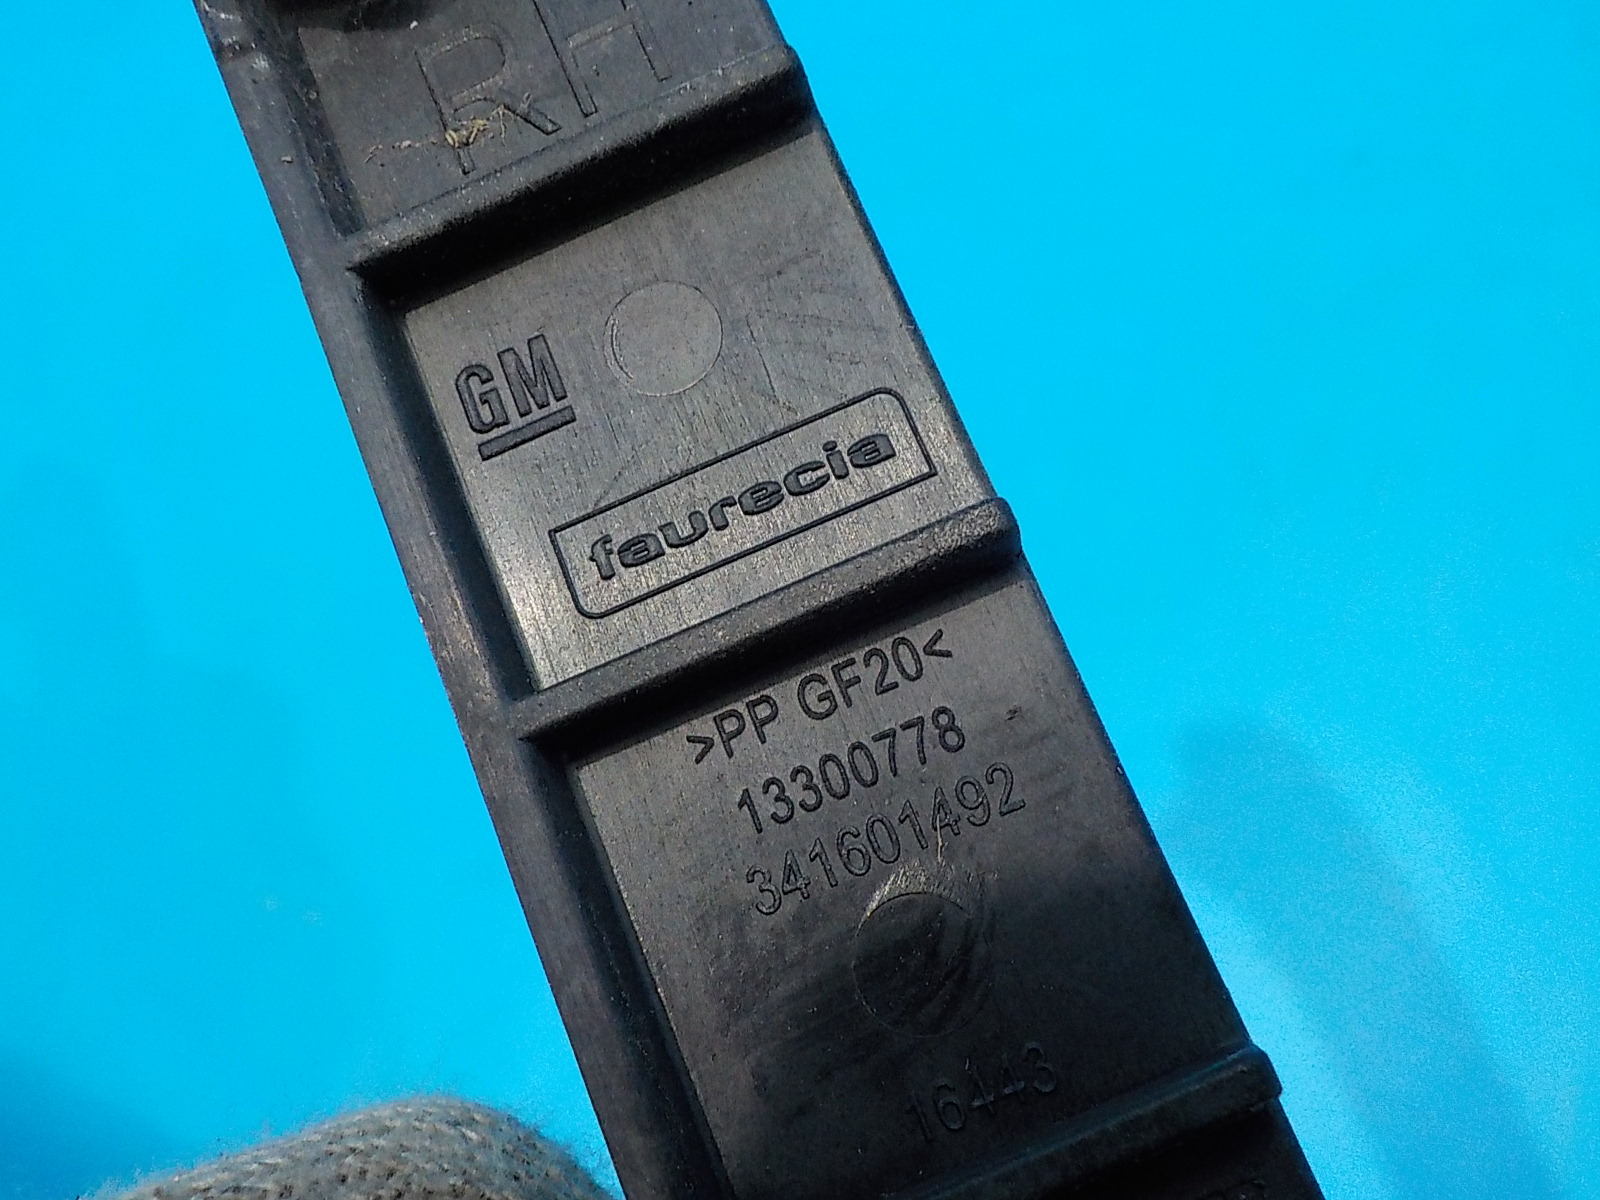 RH
GM
faurecia
>PP GF20<
13300778
341601492
16443